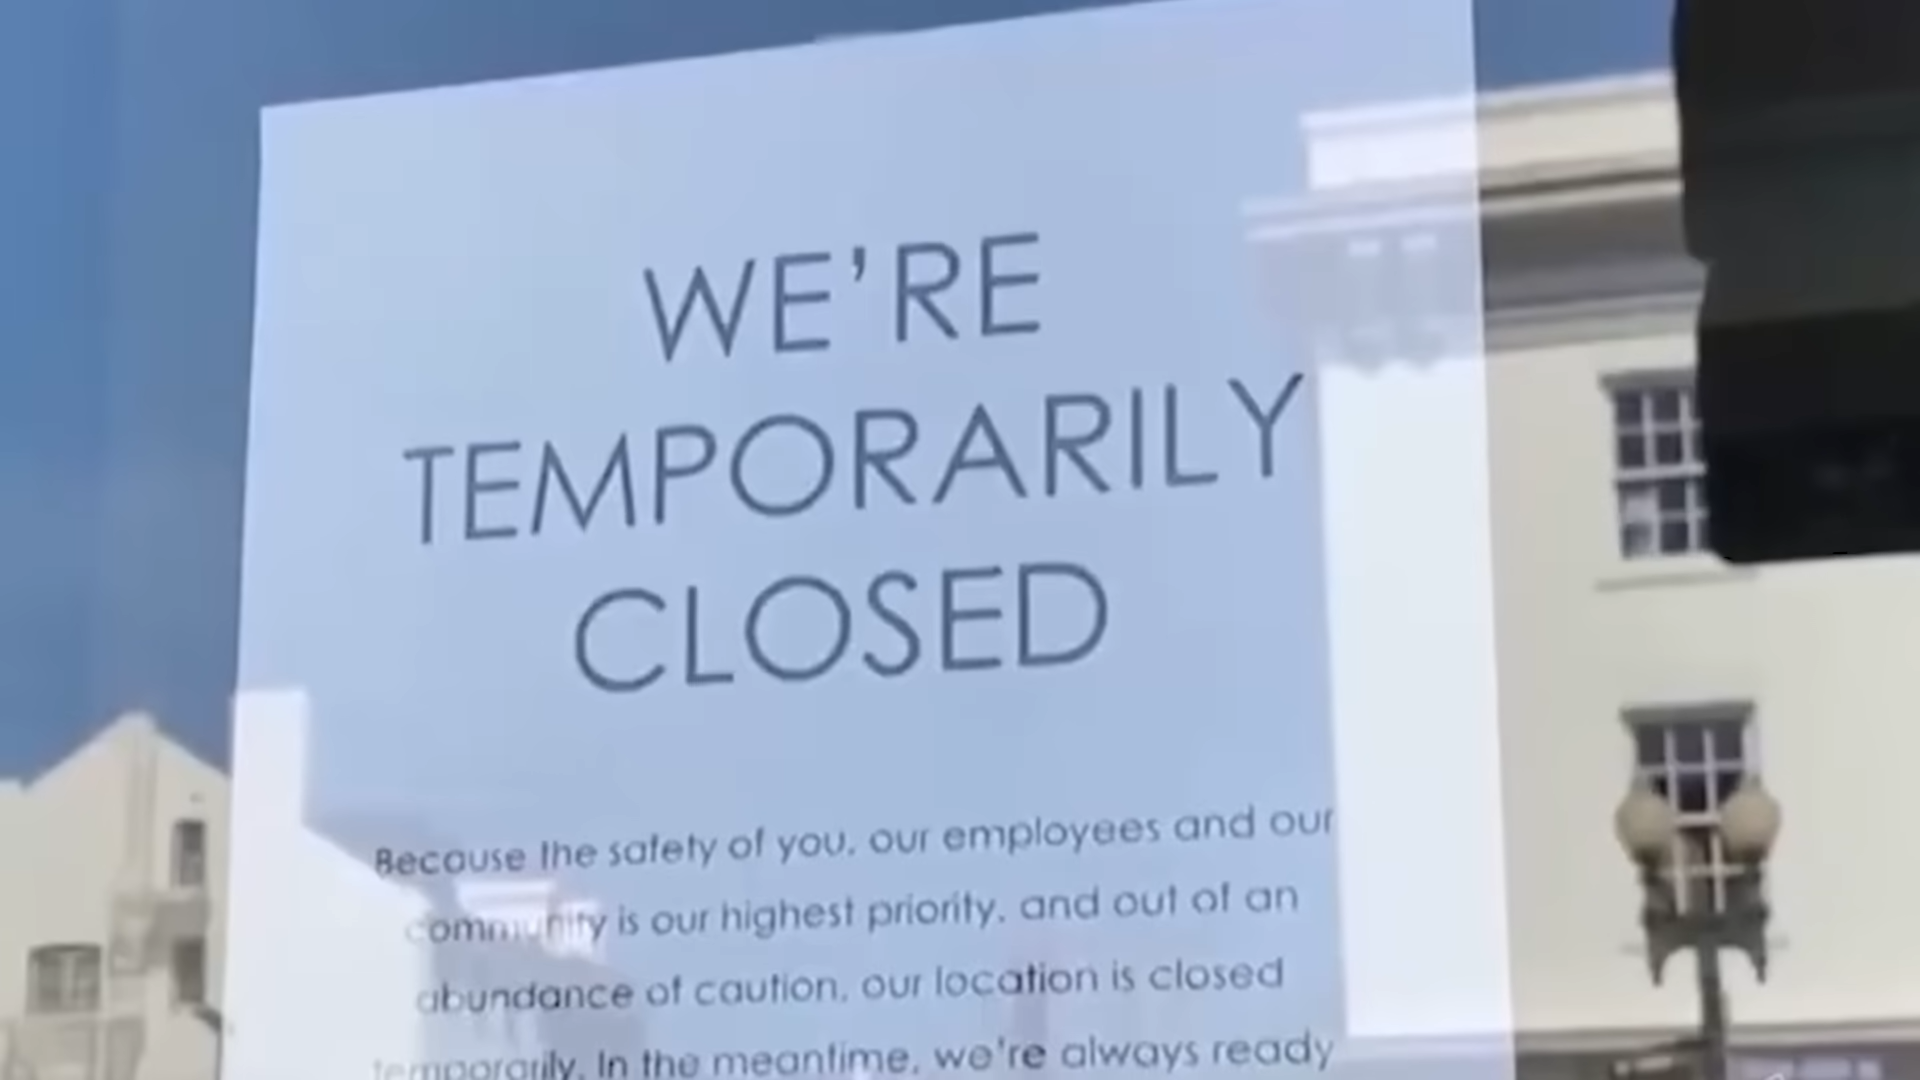 WE'RE
TEMPORARILY
CLOSED
Because the safety of you, our employees and our
community is our highest priority, and out of an
abundance of caution, our location is closed
temporarily. In the meantime, we're always ready